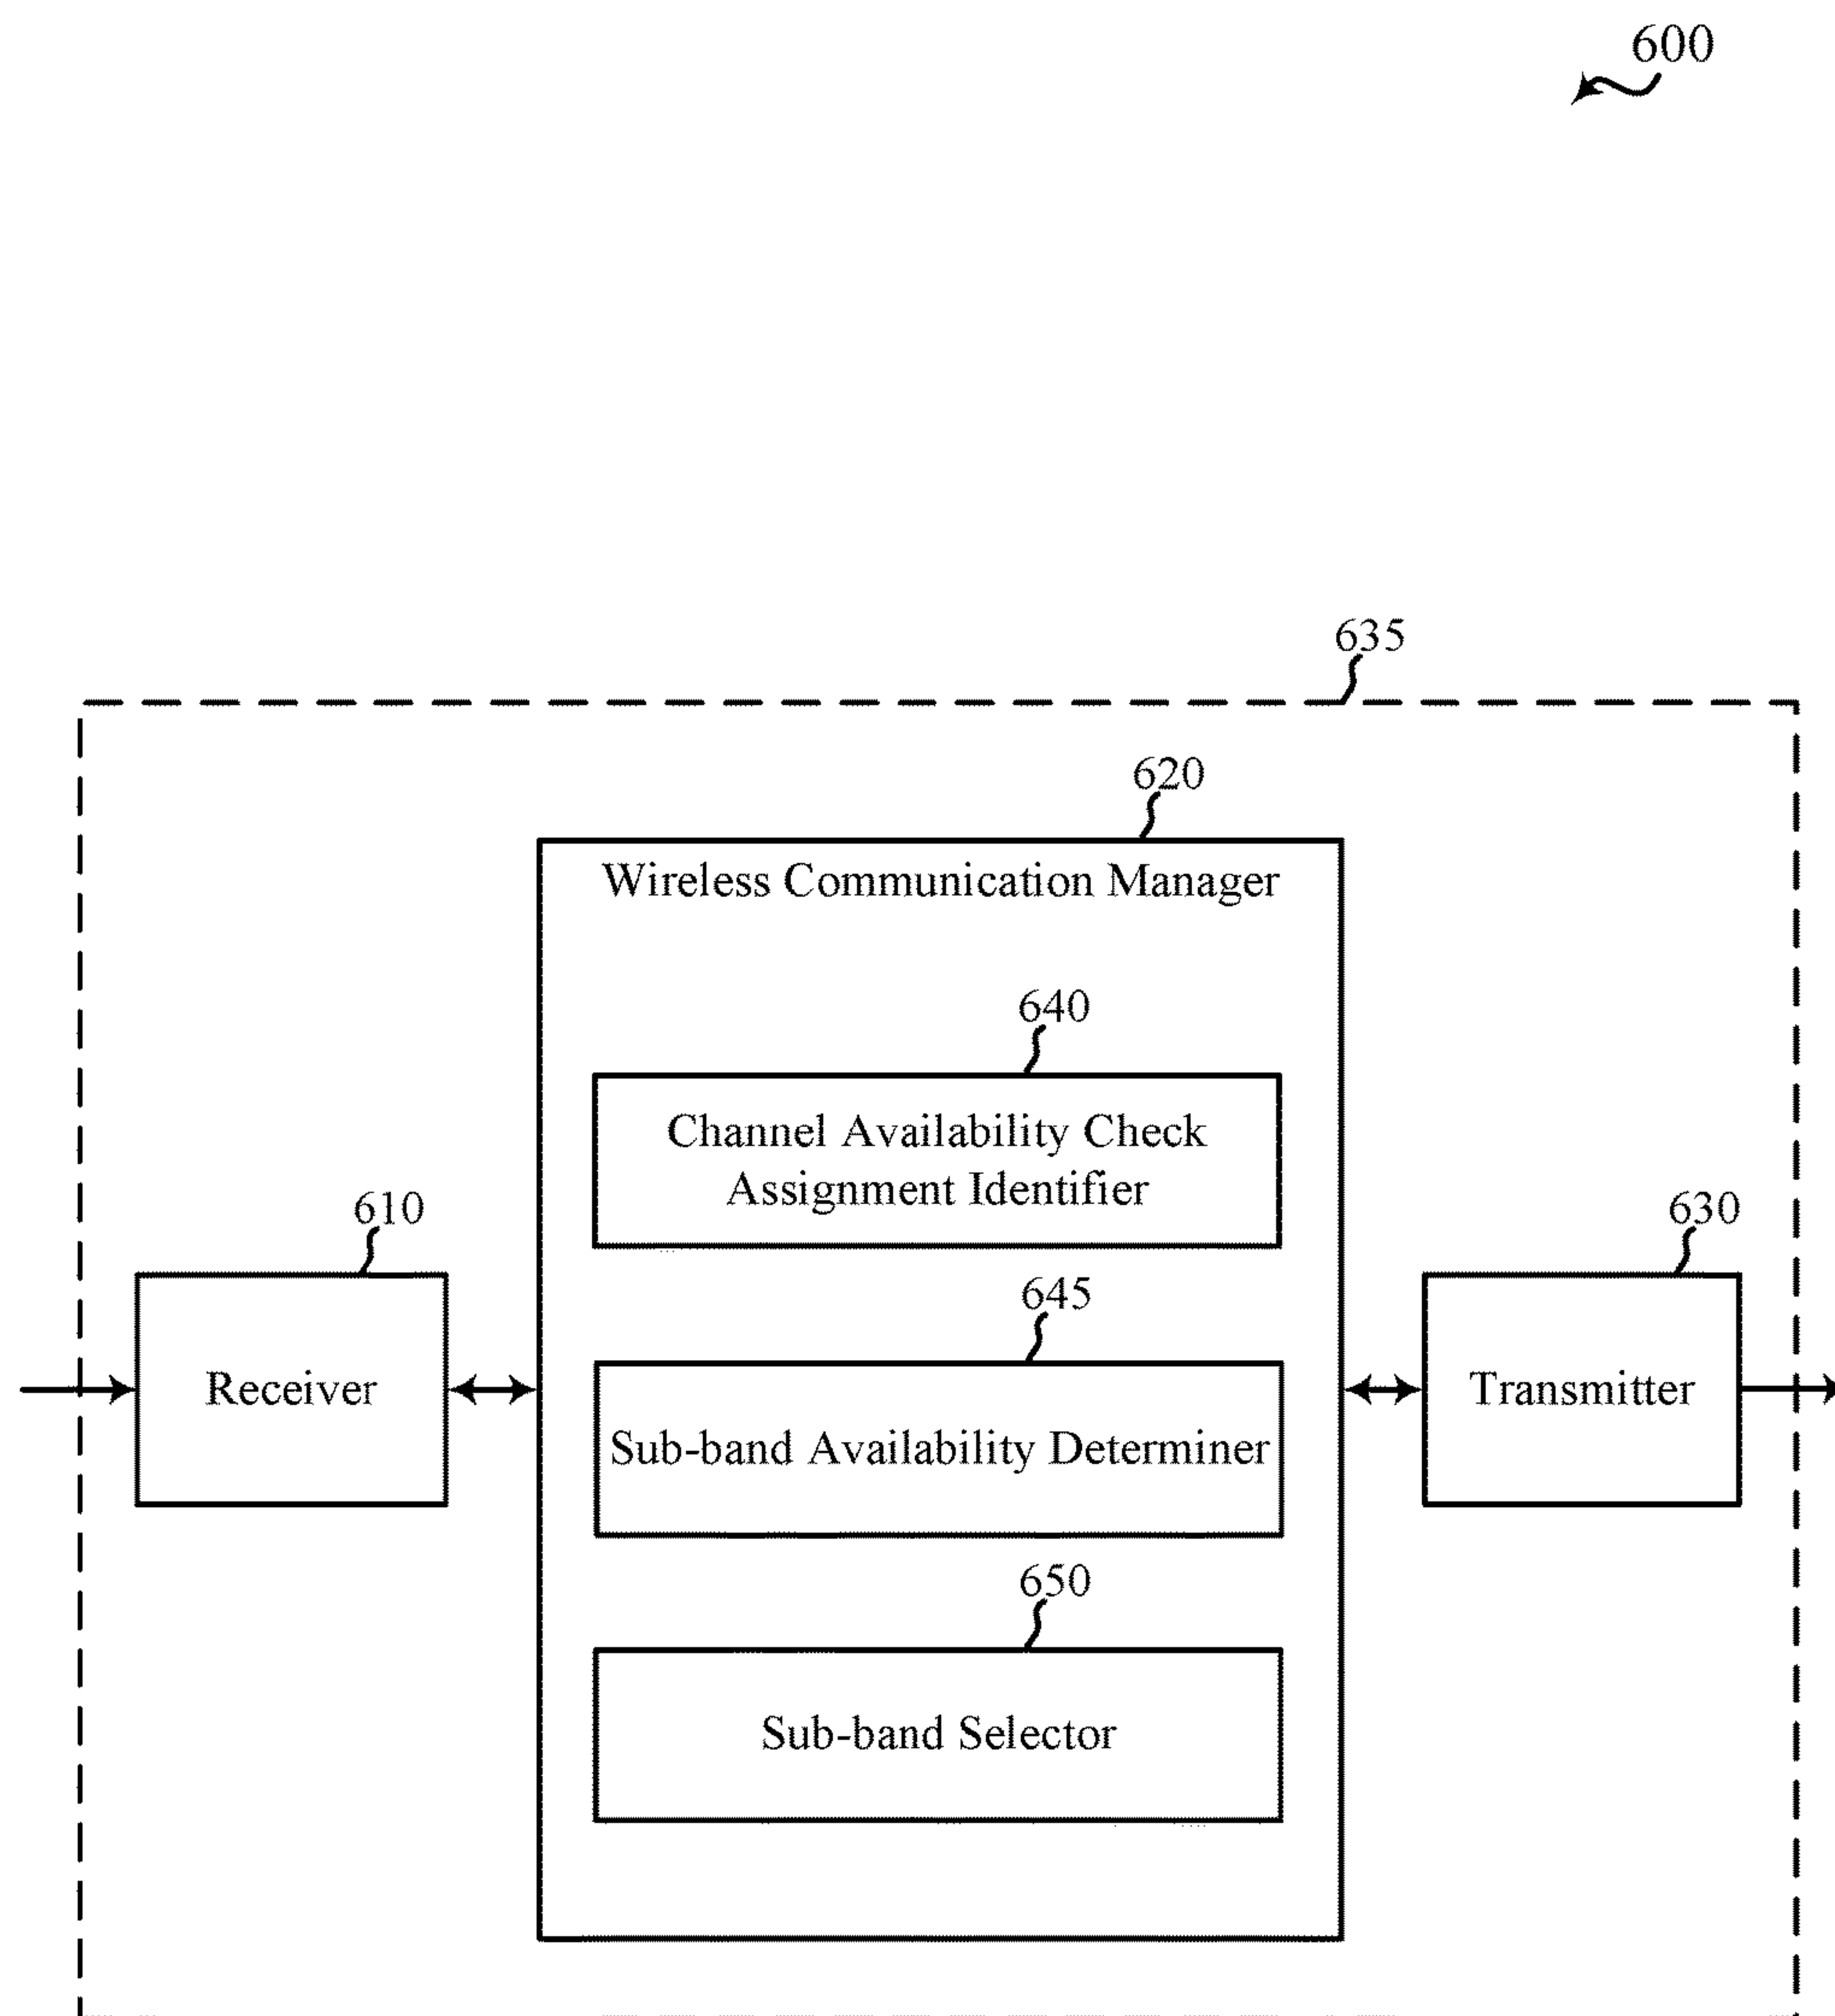 600
635
620
Wireless Communication Manager
640
Channel Availability Check
Assignment Identifier
610
630
645
Receiver
Sub-band Availability Determiner
Transmitter
650
Sub-band Selector